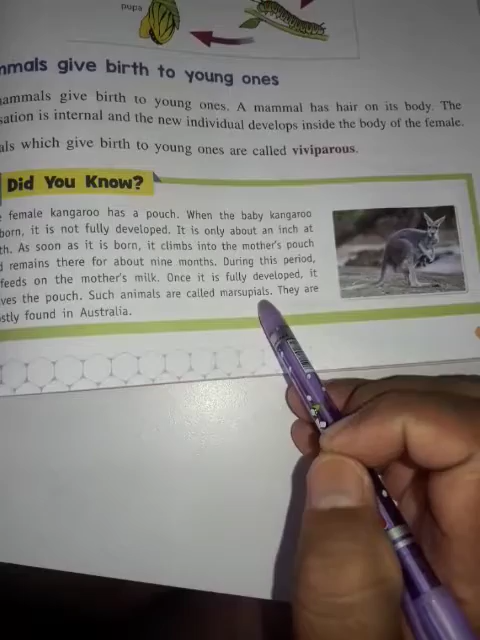 pupa
mmals give birth to young ones
mammals give birth to young ones. A mammal has hair on its body. The
sation is internal and the new individual develops inside the body of the female.
als which give birth to young ones are called viviparous.
Did You Know?
e female kangaroo has a pouch. When the baby kangaroo
born, it is not fully developed. It is only about an inch at
th. As soon as it is born, it climbs into the mother's pouch
d remains there for about nine months. During this period,
feeds on the mother's milk. Once it is fully developed, it
ves the pouch. Such animals are called marsupials. They are
stly found in Australia.